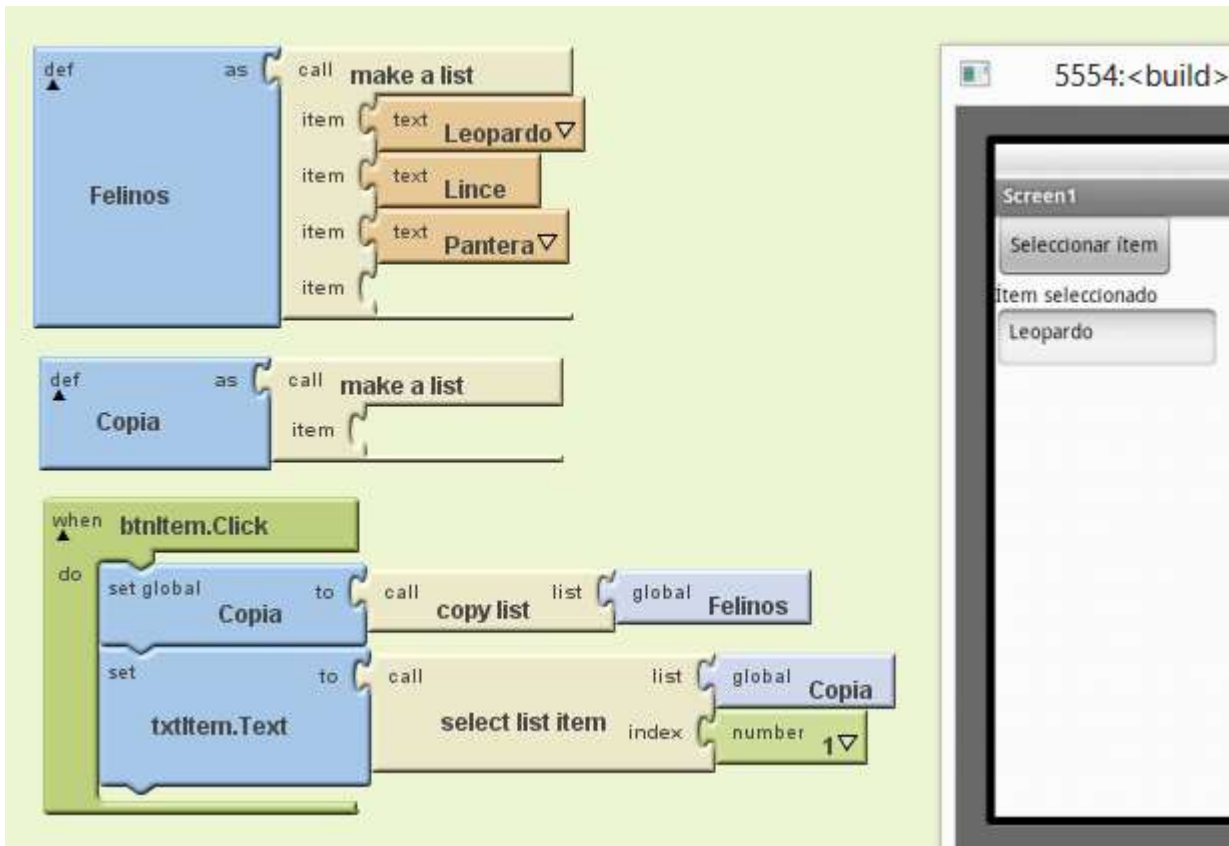 def as call make a list
item text Leopardo
item text Lince
Felinos
item text Pantera
item
def as call make a list
Copia
item
when btnItem.Click
do
set global Copia to call copy list list global Felinos
set txtItem.Text to call select list item list global Copia
index number 1
5554:<build>
Screen1
Seleccionar ítem
Ítem seleccionado
Leopardo